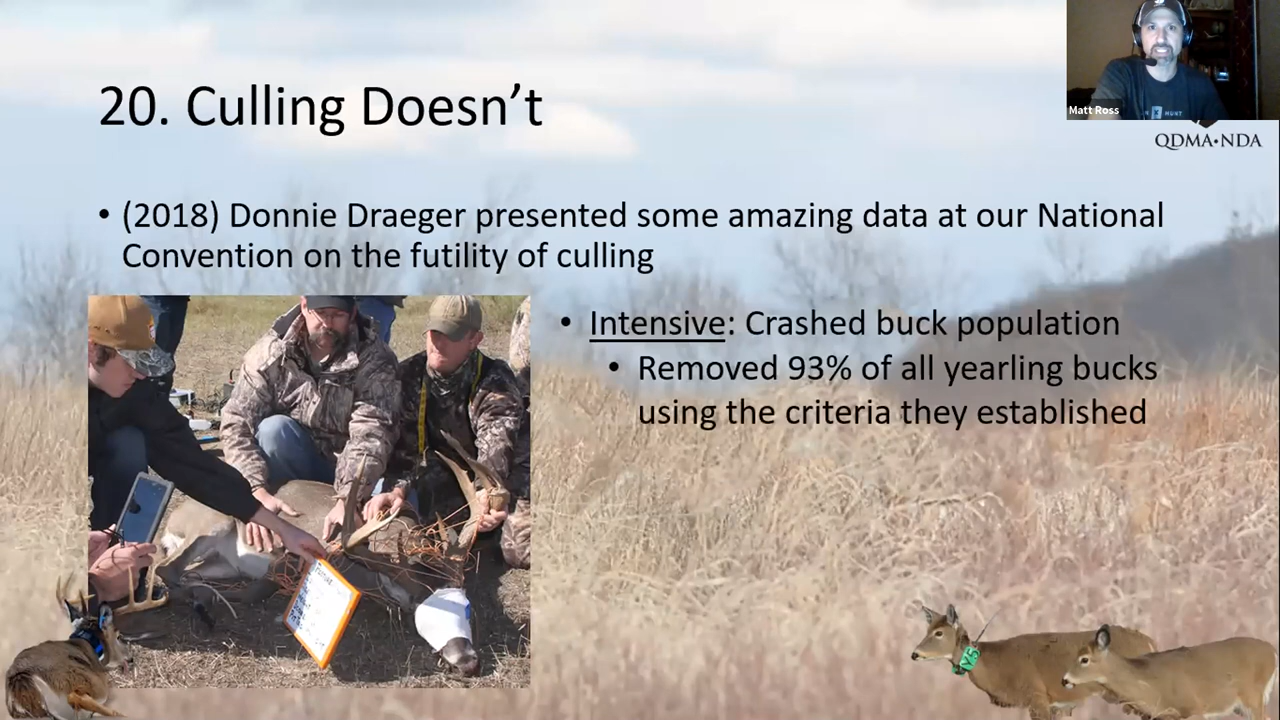 Matt Ross
QDMA•NDA
20. Culling Doesn’t
• (2018) Donnie Draeger presented some amazing data at our National
Convention on the futility of culling
• Intensive: Crashed buck population
• Removed 93% of all yearling bucks
using the criteria they established